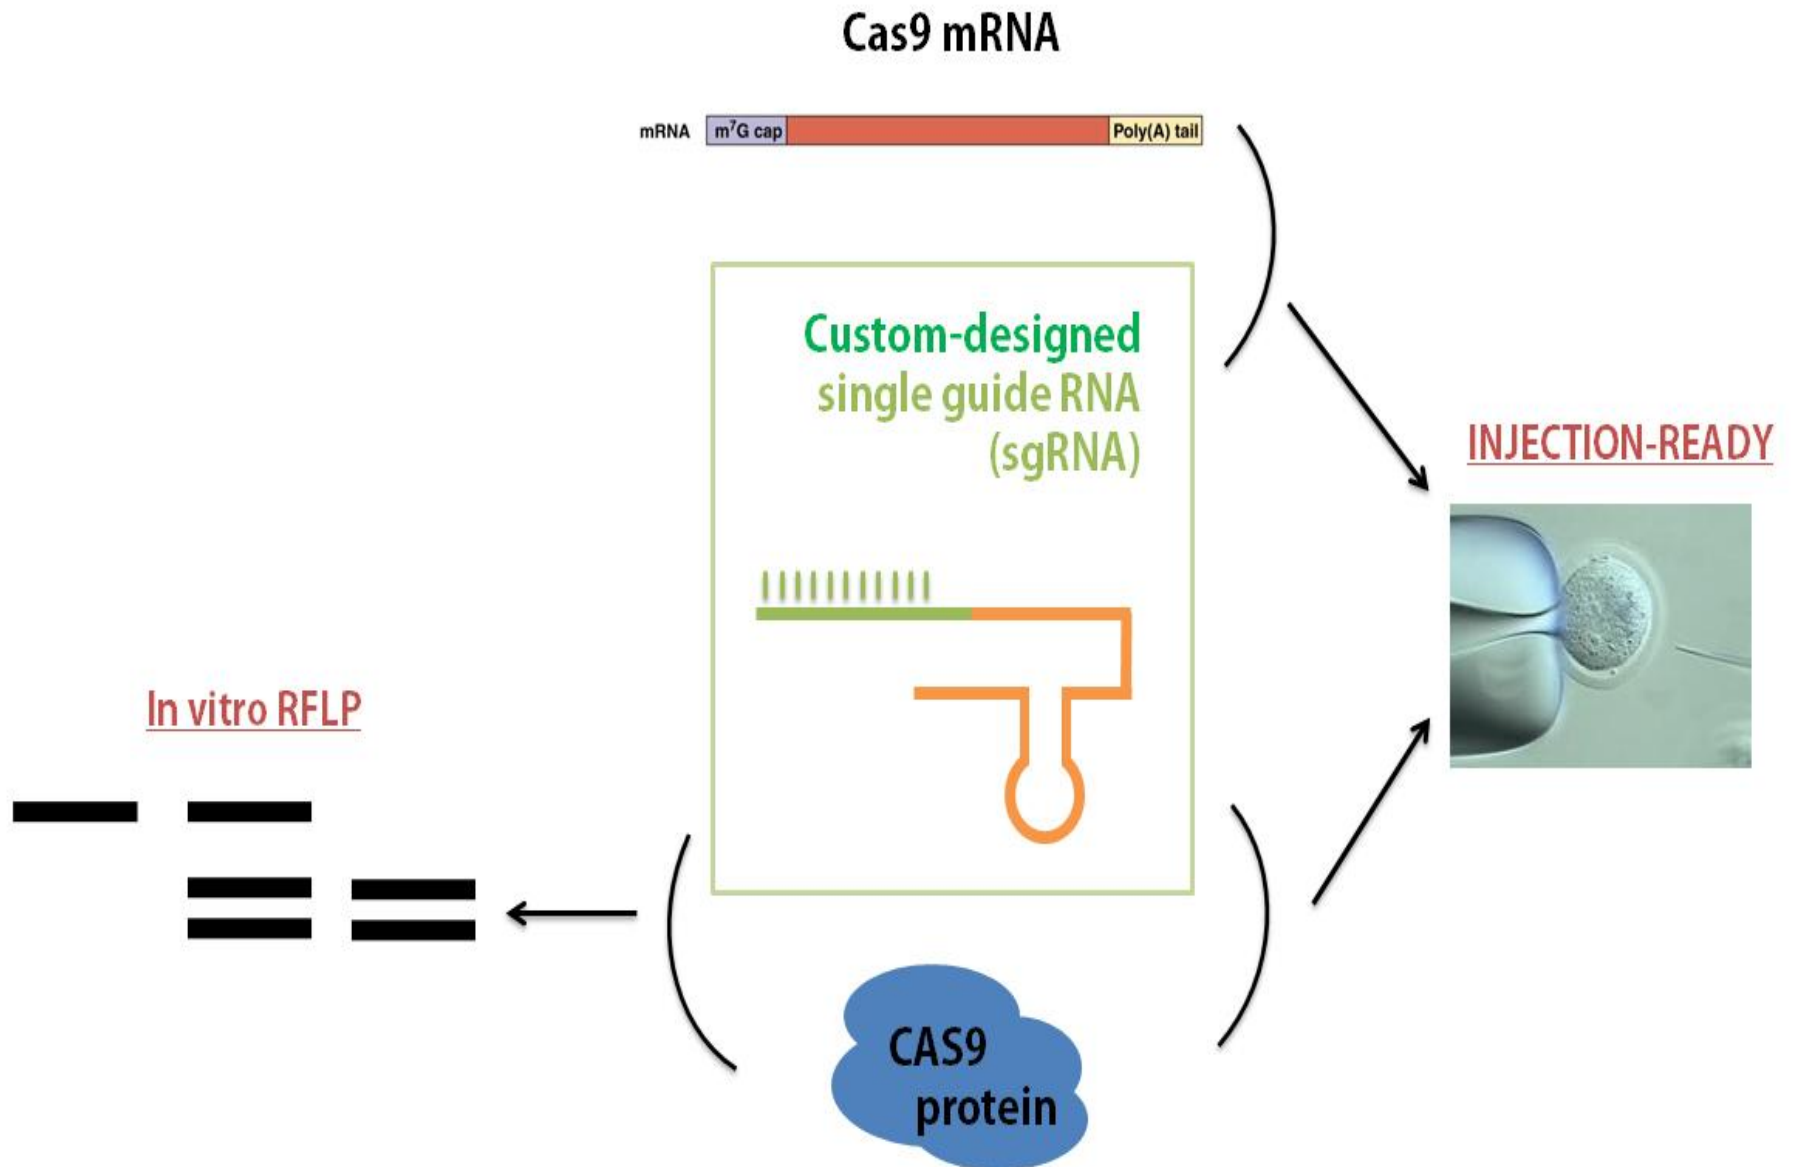 Cas9 mRNA
mRNA m⁷G cap Poly(A) tail
Custom-designed
single guide RNA
(sgRNA)
INJECTION-READY
In vitro RFLP
CAS9
protein